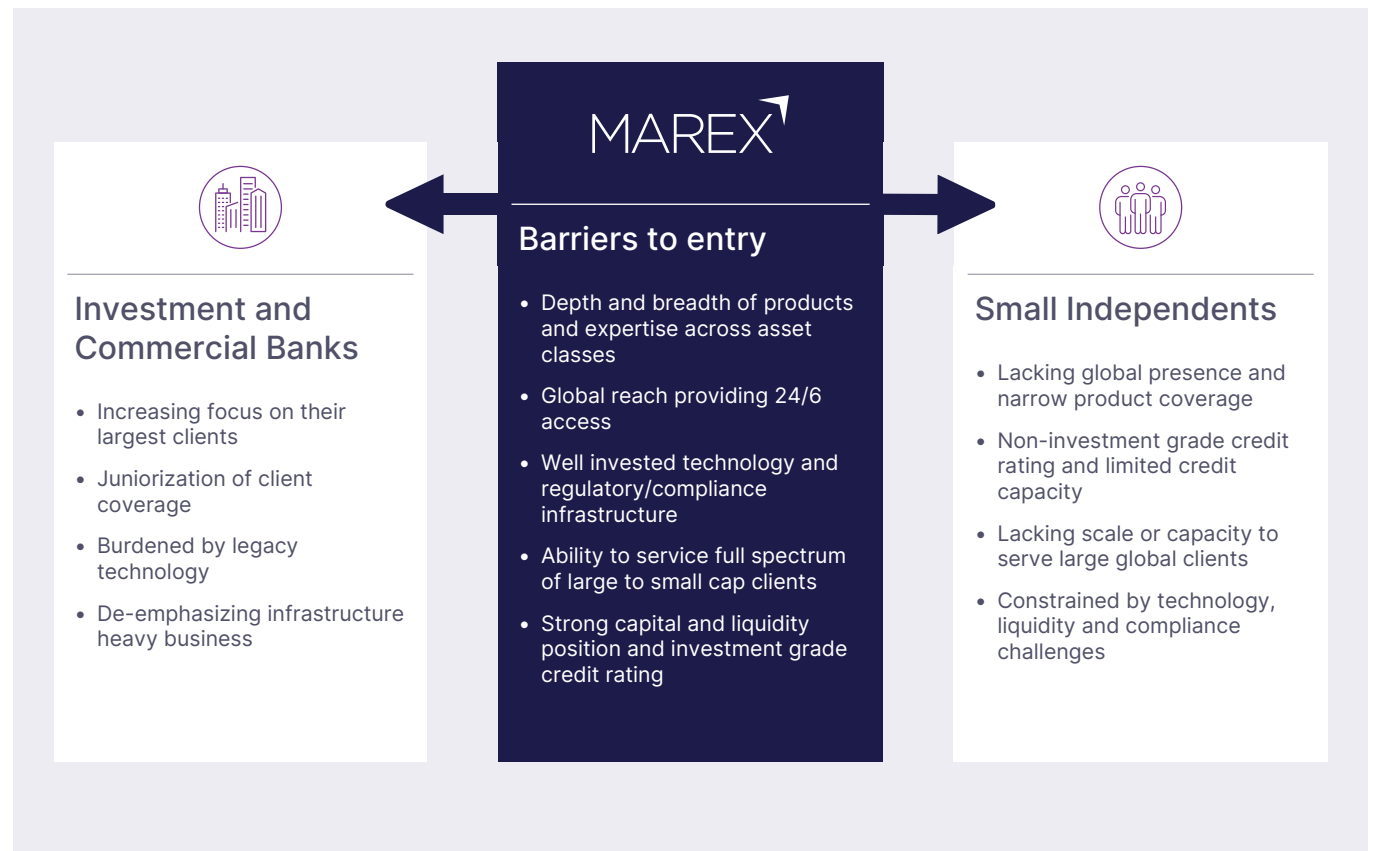 MAREX
Investment and
Commercial Banks
• Increasing focus on their
largest clients
• Juniorization of client
coverage
• Burdened by legacy
technology
• De-emphasizing infrastructure
heavy business
Barriers to entry
• Depth and breadth of products
and expertise across asset
classes
• Global reach providing 24/6
access
• Well invested technology and
regulatory/compliance
infrastructure
• Ability to service full spectrum
of large to small cap clients
• Strong capital and liquidity
position and investment grade
credit rating
Small Independents
• Lacking global presence and
narrow product coverage
• Non-investment grade credit
rating and limited credit
capacity
• Lacking scale or capacity to
serve large global clients
• Constrained by technology,
liquidity and compliance
challenges